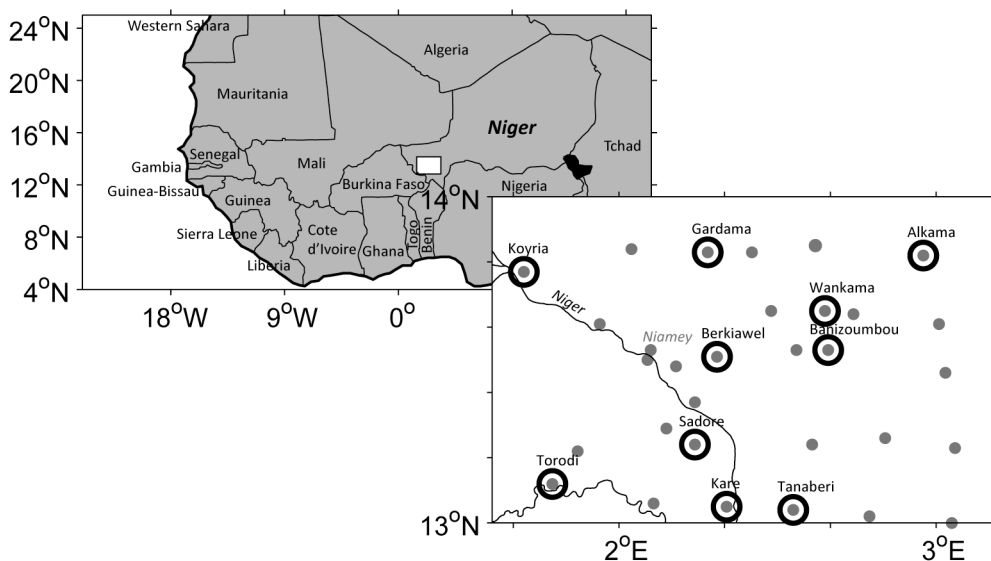 24°N
Western Sahara
Algeria
20°N
Mauritania
Niger
16°N
Tchad
Senegal
Mali
Gambia
12°N
Burkina Faso
Nigeria
Guinea-Bissau
14°N
Guinea
Togo
Benin
8°N
Sierra Leone
Cote
d'Ivoire
Ghana
Liberia
4°N
18°W
9°W
0°
Gardama
Alkama
Koyria
Wankama
Niger
Banizoumbou
Niamey
Berkiawel
Sadore
Torodi
Kare
Tanaberi
13°N
2°E
3°E